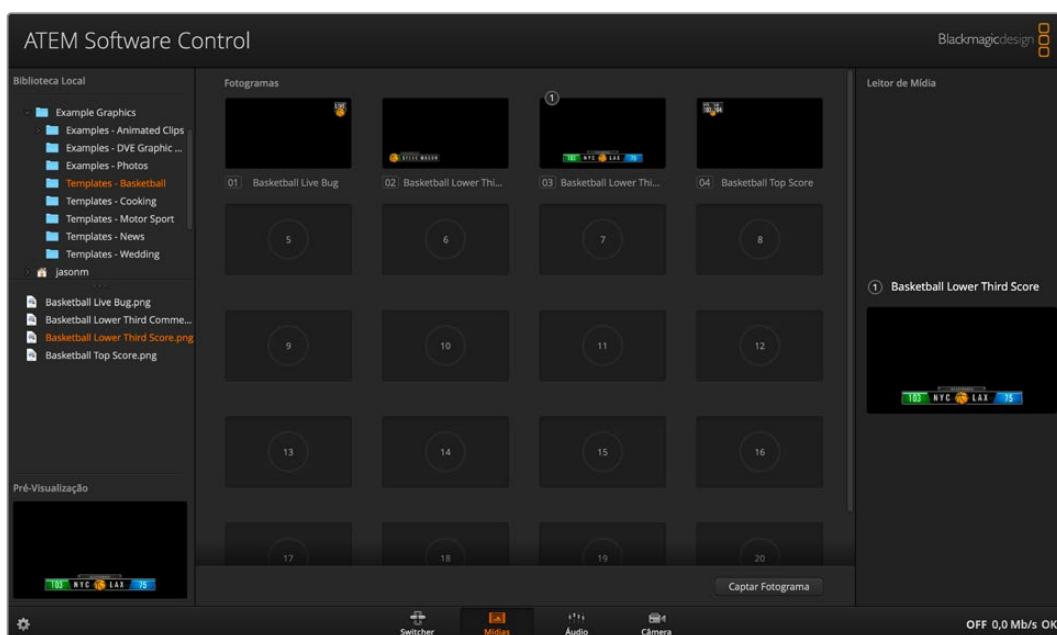 ATEM Software Control
Blackmagicdesign
Biblioteca Local
Example Graphics
Examples - Animated Clips
Examples - DVE Graphic ...
Examples - Photos
Templates - Basketball
Templates - Cooking
Templates - Motor Sport
Templates - News
Templates - Wedding
jasonm
Basketball Live Bug.png
Basketball Lower Third Comme...
Basketball Lower Third Score.png
Basketball Top Score.png
Pré-Visualização
103 NYC LAX 75
Fotogramas
LIVE
STEVE MASON
1
103 NYC LAX 75
103 104
01 Basketball Live Bug
02 Basketball Lower Thi...
03 Basketball Lower Thi...
04 Basketball Top Score
5
6
7
8
9
10
11
12
13
14
15
16
17
18
19
20
Captar Fotograma
Leitor de Mídia
1 Basketball Lower Third Score
103 NYC LAX 75
Switcher
Mídias
Áudio
Câmera
OFF 0,0 Mb/s OK